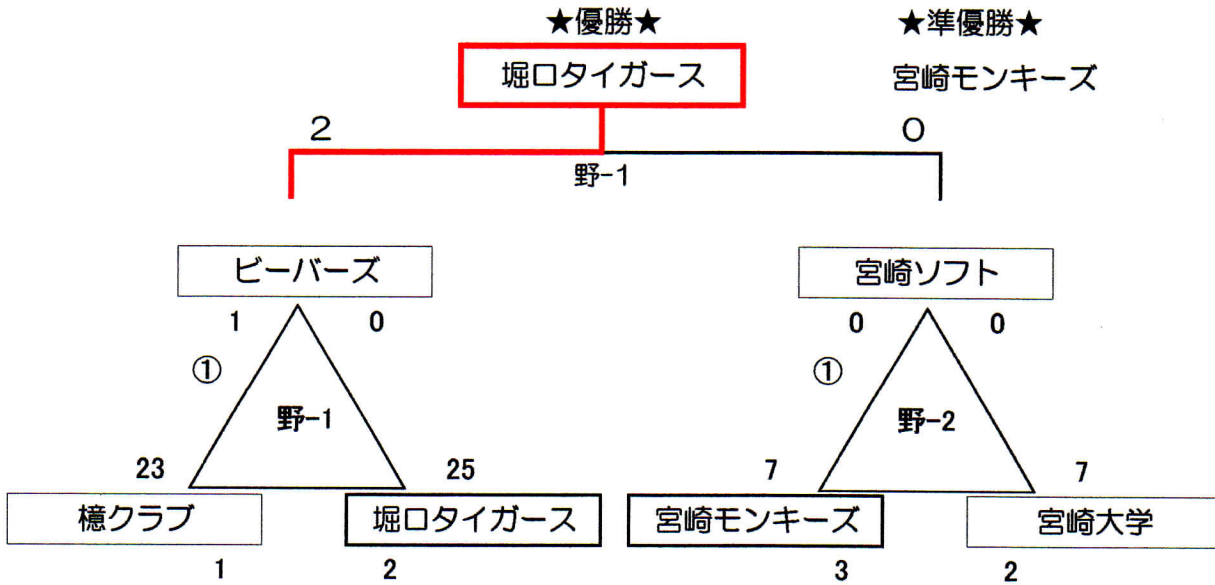 ★優勝★ ★準優勝★
堀口タイガース 宮崎モンキーズ
2 0
野-1
ビーバーズ 宮崎ソフト
1 0 0 0
① ①
野-1 野-2
23 25 7 7
檍クラブ 堀口タイガース 宮崎モンキーズ 宮崎大学
1 2 3 2